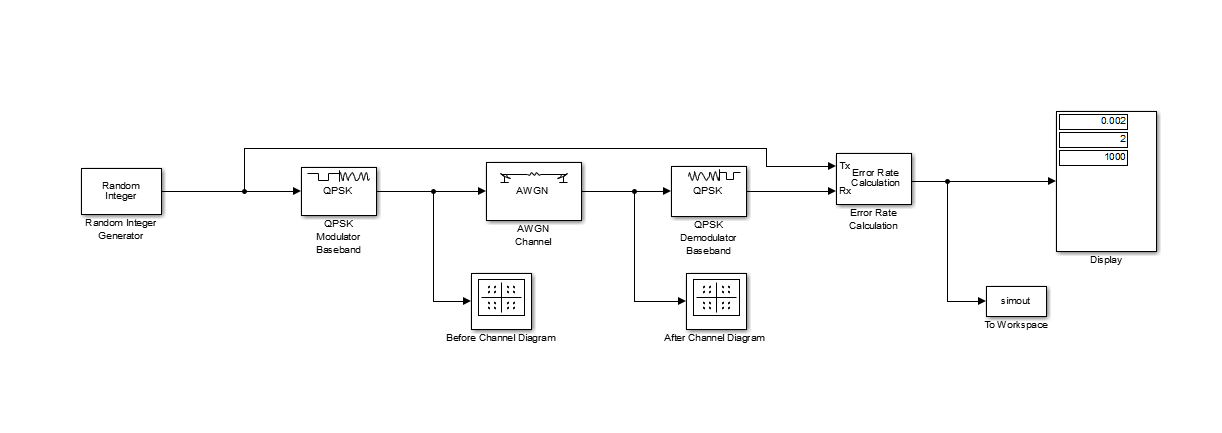 Random
Integer
Random Integer
Generator
QPSK
QPSK
Modulator
Baseband
AWGN
AWGN
Channel
QPSK
QPSK
Demodulator
Baseband
Tx
Rx
Error Rate
Calculation
Error Rate
Calculation
0.002
2
1000
Display
Before Channel Diagram
After Channel Diagram
simout
To Workspace